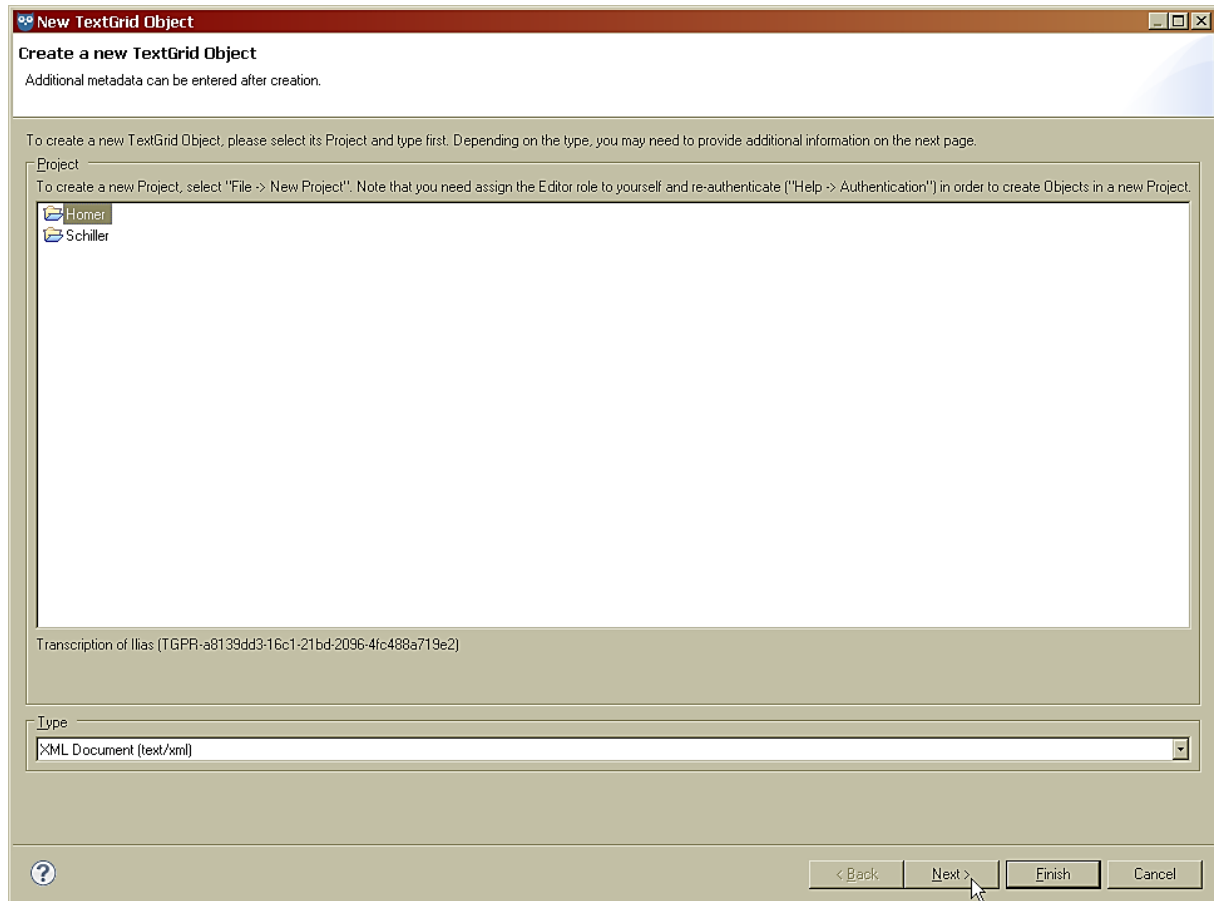 New TextGrid Object
Create a new TextGrid Object
Additional metadata can be entered after creation.
To create a new TextGrid Object, please select its Project and type first. Depending on the type, you may need to provide additional information on the next page.
Project
To create a new Project, select "File -> New Project". Note that you need assign the Editor role to yourself and re-authenticate ("Help -> Authentication") in order to create Objects in a new Project.
Homer
Schiller
Transcription of Ilias (TGPR-a8139dd3-16c1-21bd-2096-4fc488a719e2)
Type
XML Document (text/xml)
?
< Back
Next >
Finish
Cancel